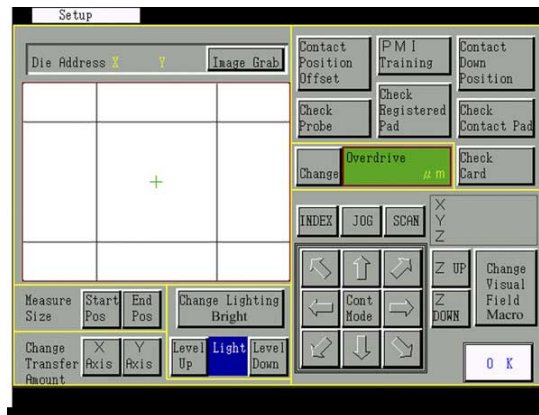 Setup
Die Address X Y
Image Grab
Contact
Position
Offset
PMI
Training
Contact
Down
Position
Check
Probe
Check
Registered
Pad
Check
Contact Pad
Change
Overdrive
μm
Check
Card
INDEX
JOG
SCAN
X
Y
Z
Cont
Mode
Z UP
Z
DOWN
Change
Visual
Field
Macro
Measure
Size
Start
Pos
End
Pos
Change Lighting
Bright
Change
Transfer
Amount
X
Axis
Y
Axis
Level
Up
Light
Level
Down
O K